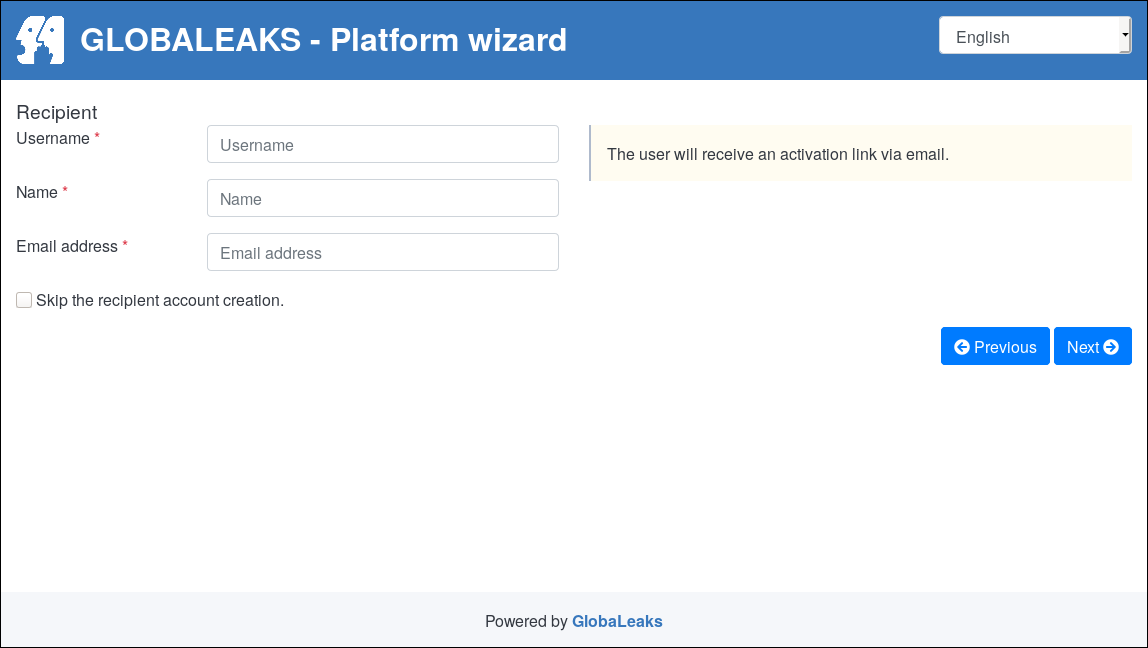 GLOBALEAKS - Platform wizard
English
Recipient
Username *
Username
The user will receive an activation link via email.
Name *
Name
Email address *
Email address
Skip the recipient account creation.
Previous
Next
Powered by GlobaLeaks